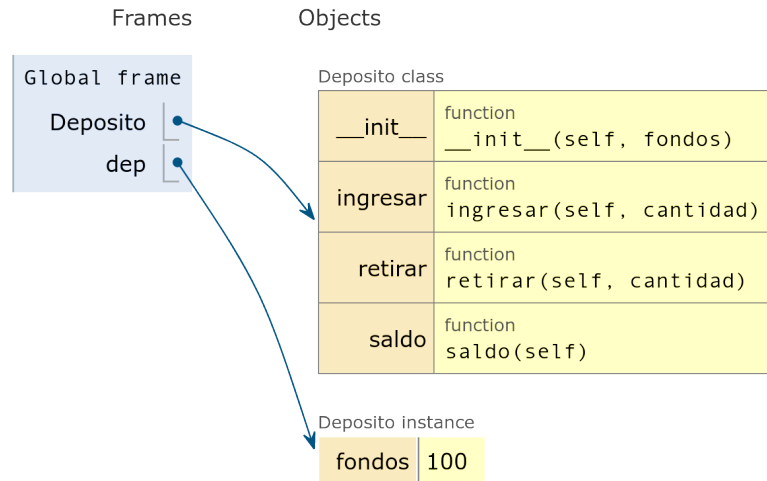 Frames
Objects
Global frame
Deposito
dep
Deposito class
__init__
function
__init__(self, fondos)
ingresar
function
ingresar(self, cantidad)
retirar
function
retirar(self, cantidad)
saldo
function
saldo(self)
Deposito instance
fondos 100